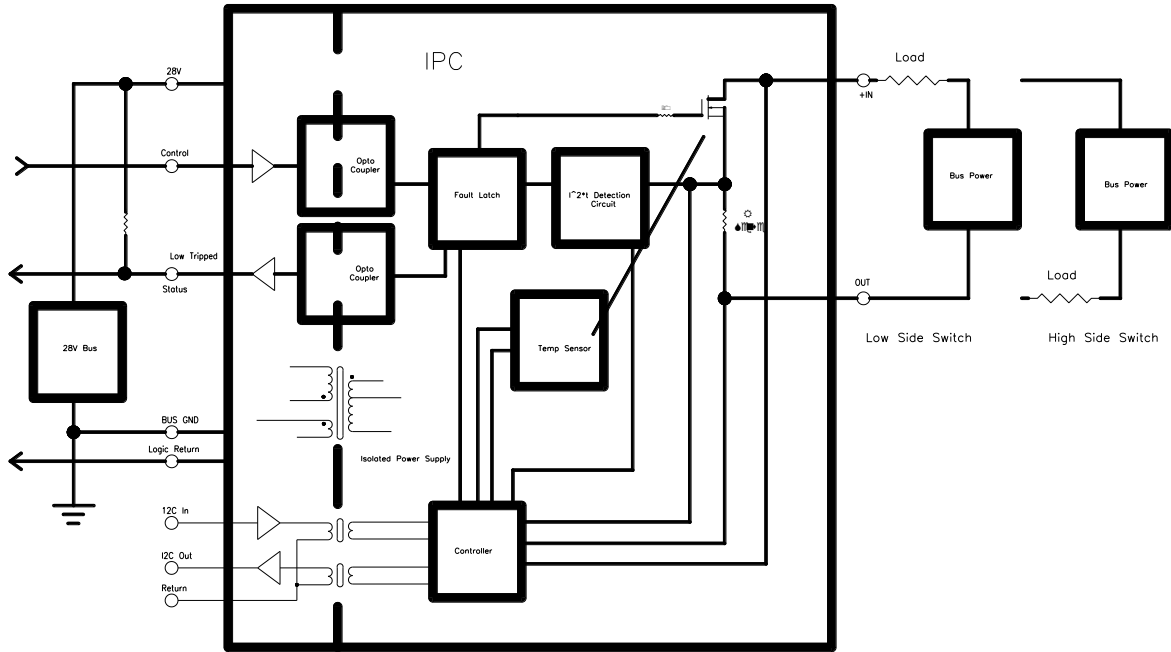 IPC
Load
28V
+IN
Control
Opto
Coupler
Fault Latch
I^2*t Detection
Circuit
Bus Power
Bus Power
Low Tripped
Status
Opto
Coupler
Load
OUT
Low Side Switch
High Side Switch
28V Bus
Temp Sensor
BUS GND
Logic Return
Isolated Power Supply
12C In
I2C Out
Return
Controller